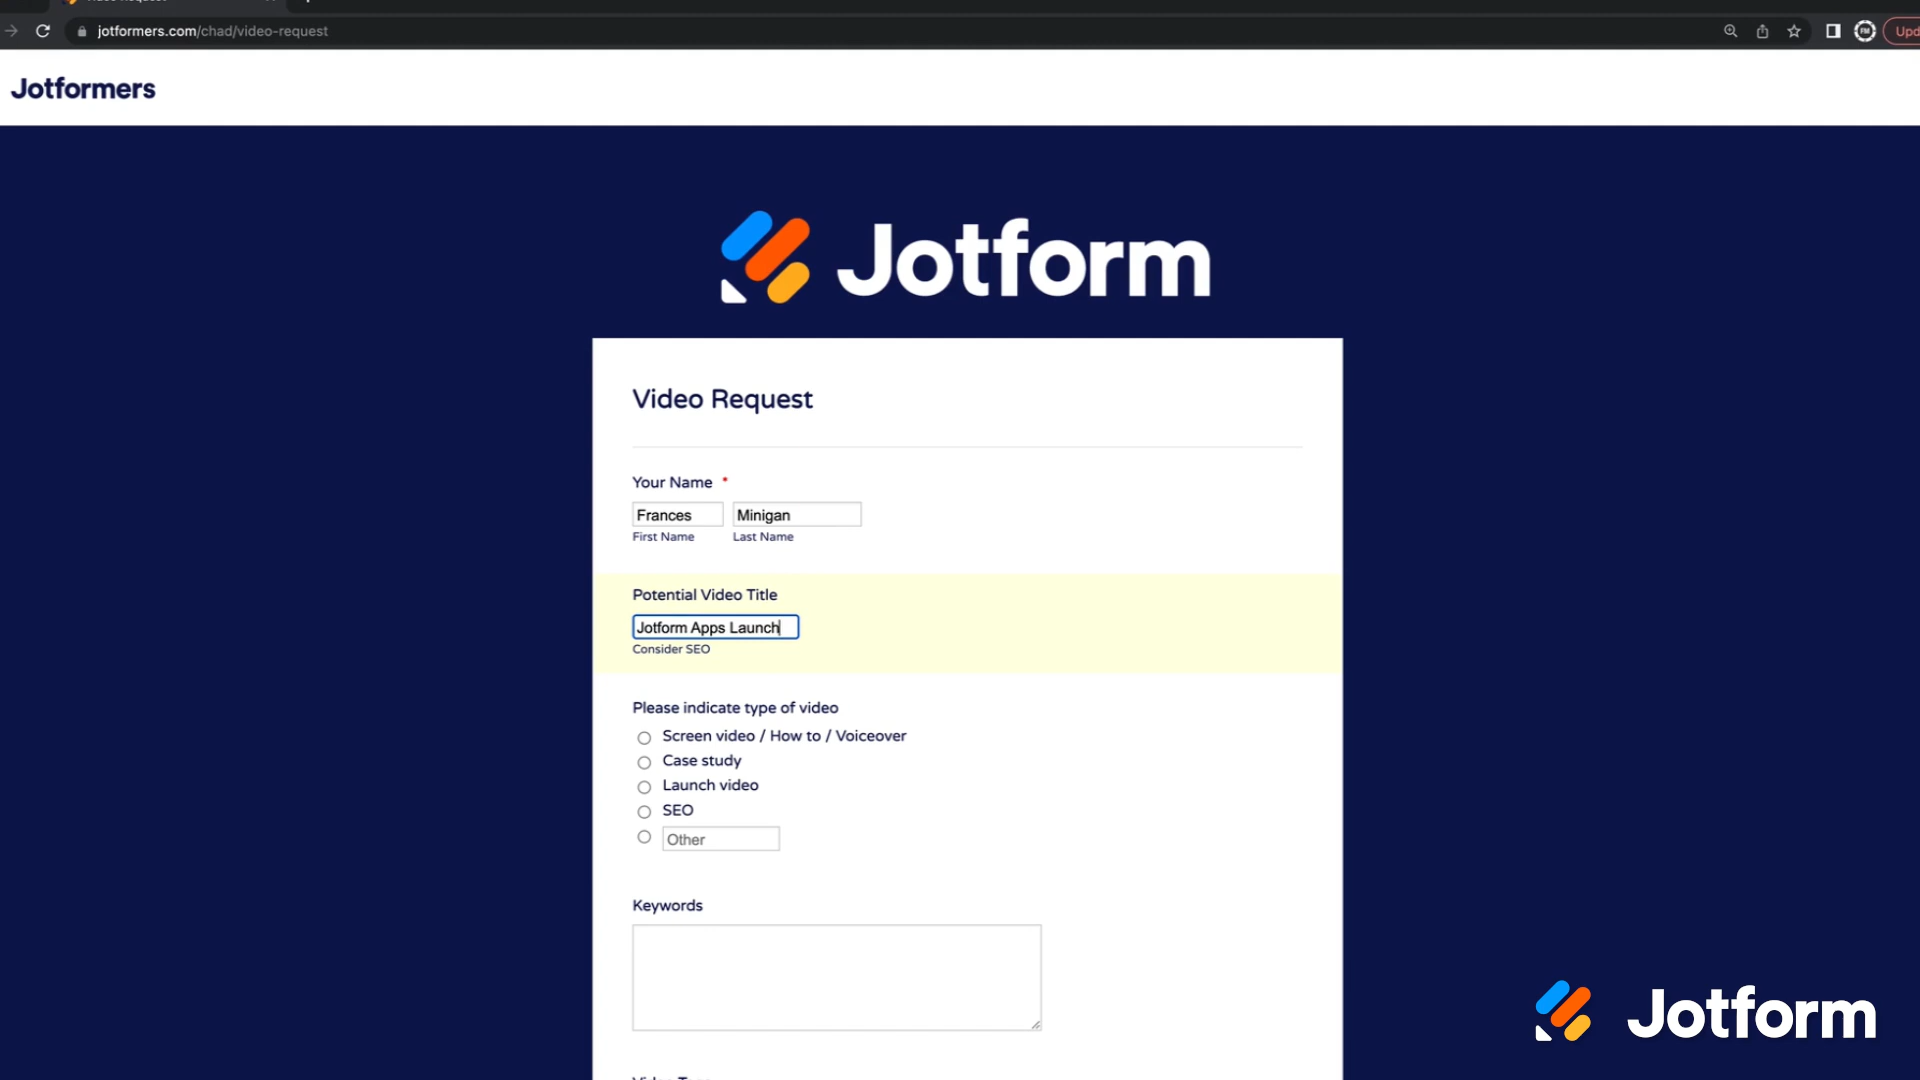 jotformers.com/chad/video-request
Upd
Jotformers
Jotform
Video Request
Your Name *
Frances Minigan
First Name Last Name
Potential Video Title
Jotform Apps Launch
Consider SEO
Please indicate type of video
Screen video / How to / Voiceover
Case study
Launch video
SEO
Other
Keywords
Jotform